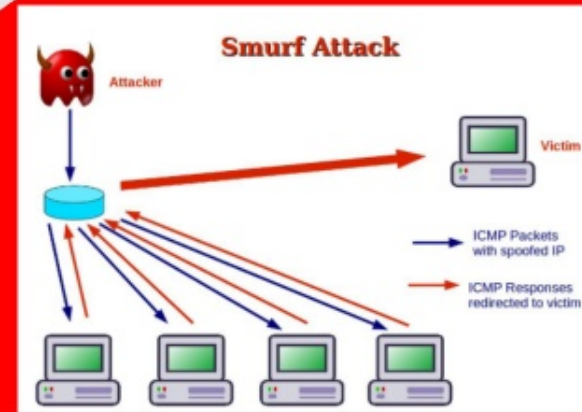 Smurf Attack
Attacker
Victim
ICMP Packets
with spoofed IP
ICMP Responses
redirected to victim